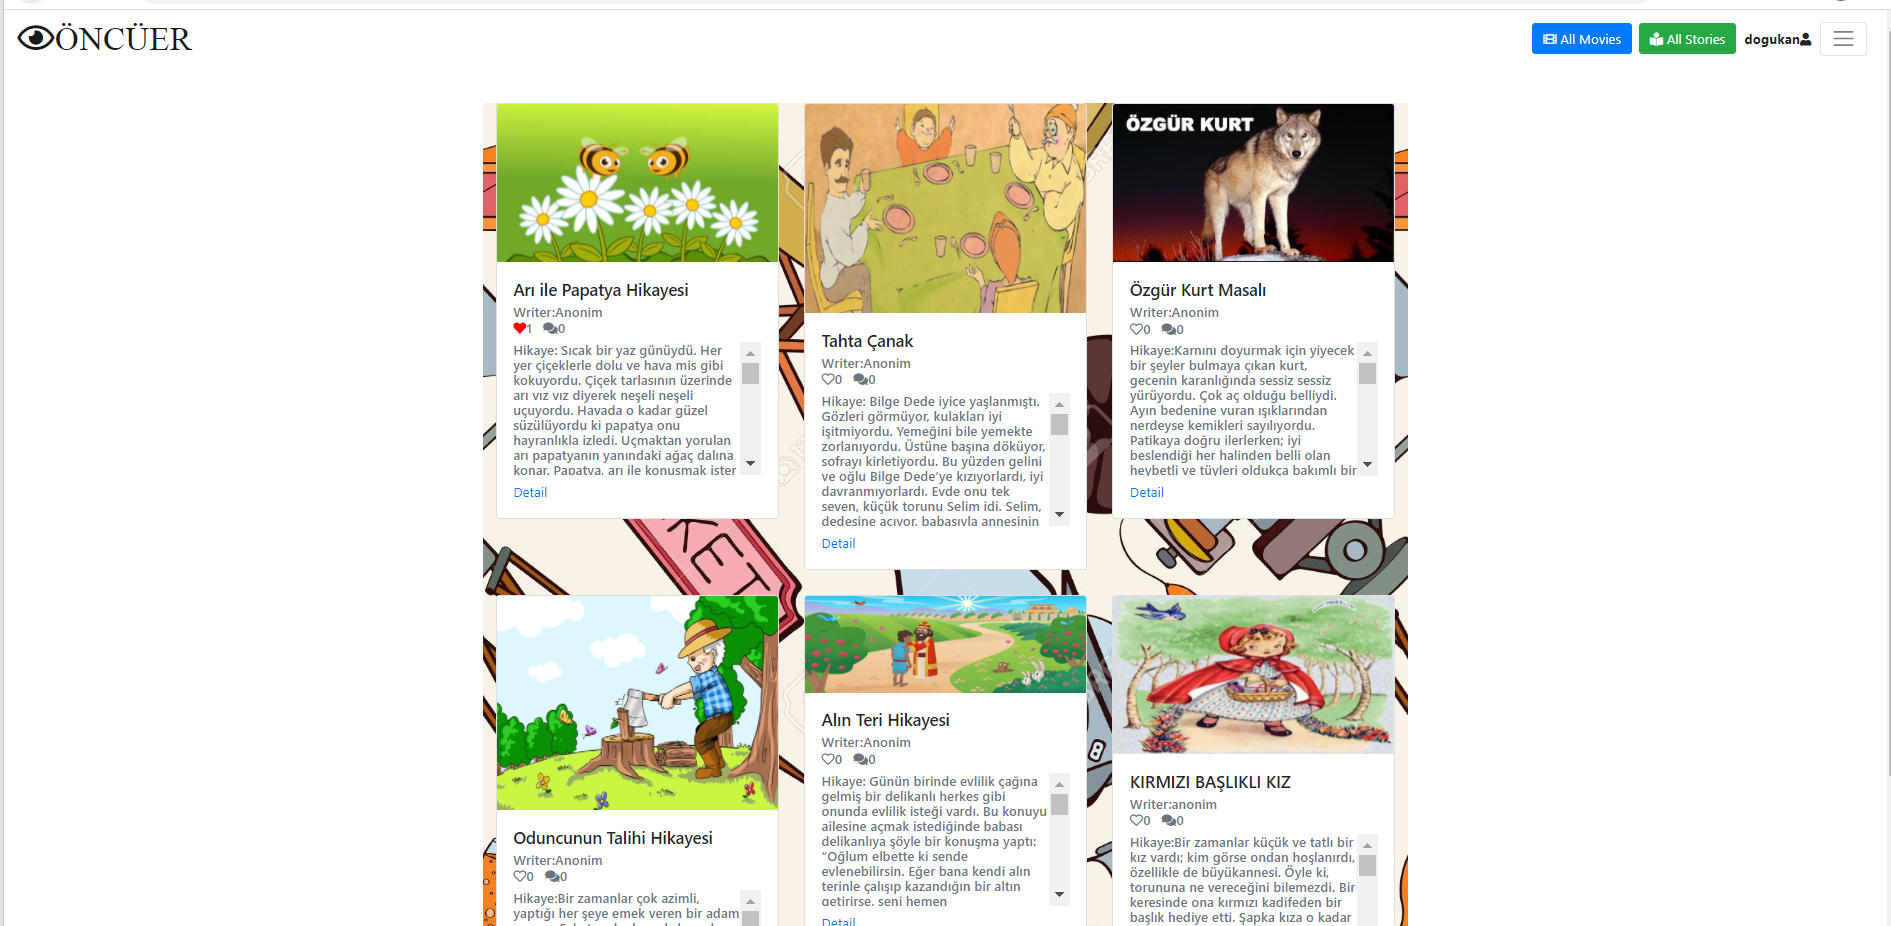 ÖNCÜER
All Movies
All Stories
dogukan
Arı ile Papatya Hikayesi
Writer:Anonim
1 0
Hikaye: Sıcak bir yaz günüydü. Her
yer çiçeklerle dolu ve hava mis gibi
kokuyordu. Çiçek tarlasının üzerinde
arı vız vız diyerek neşeli neşeli
uçuyordu. Havada o kadar güzel
süzülüyordu ki papatya onu
hayranlıkla izledi. Uçmaktan yorulan
arı papatyanın yanındaki ağaç dalına
konar. Papatya, arı ile konuşmak ister
Detail
Tahta Çanak
Writer:Anonim
0 0
Hikaye: Bilge Dede iyice yaşlanmıştı.
Gözleri görmüyor, kulakları iyi
işitmiyordu. Yemeğini bile yemekte
zorlanıyordu. Üstüne başına döküyor,
sofrayı kirletiyordu. Bu yüzden gelini
ve oğlu Bilge Dede’ye kızıyorlardı, iyi
davranmıyorlardı. Evde onu tek
seven, küçük torunu Selim idi. Selim,
dedesine acıyor, babasıyla annesinin
Detail
ÖZGÜR KURT
Özgür Kurt Masalı
Writer:Anonim
0 0
Hikaye:Karnını doyurmak için yiyecek
bir şeyler bulmaya çıkan kurt,
gecenin karanlığında sessiz sessiz
yürüyordu. Çok aç olduğu belliydi.
Ayın bedenine vuran ışıklarından
nerdeyse kemikleri sayılıyordu.
Patikaya doğru ilerlerken; iyi
beslendiği her halinden belli olan
heybetli ve tüyleri oldukça bakımlı bir
Detail
KET
Oduncunun Talihi Hikayesi
Writer:Anonim
0 0
Hikaye:Bir zamanlar çok azimli,
yaptığı her şeye emek veren bir adam
Alın Teri Hikayesi
Writer:Anonim
0 0
Hikaye: Günün birinde evlilik çağına
gelmiş bir delikanlı herkes gibi
onunda evlilik isteği vardı. Bu konuyu
ailesine açmak istediğinde babası
delikanlıya şöyle bir konuşma yaptı:
“Oğlum elbette ki sende
evlenebilirsin. Eğer bana kendi alın
terinle çalışıp kazandığın bir altın
getirirse, seni hemen
Detail
KIRMIZI BAŞLIKLI KIZ
Writer:anonim
0 0
Hikaye:Bir zamanlar küçük ve tatlı bir
kız vardı; kim görse ondan hoşlanırdı,
özellikle de büyükannesi. Öyle ki,
torununa ne vereceğini bilemezdi. Bir
keresinde ona kırmızı kadifeden bir
başlık hediye etti. Şapka kıza o kadar